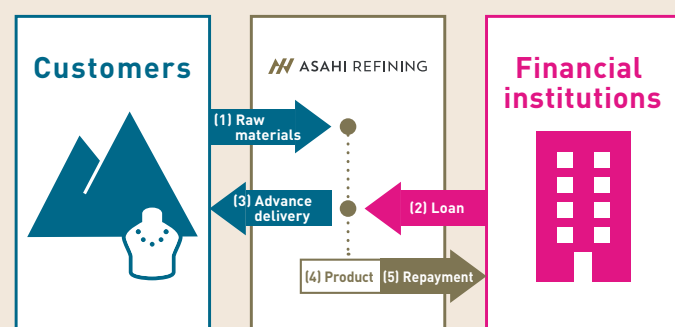 Customers
ASAHI REFINING
Financial
institutions
(1) Raw
materials
(3) Advance
delivery
(2) Loan
(4) Product
(5) Repayment